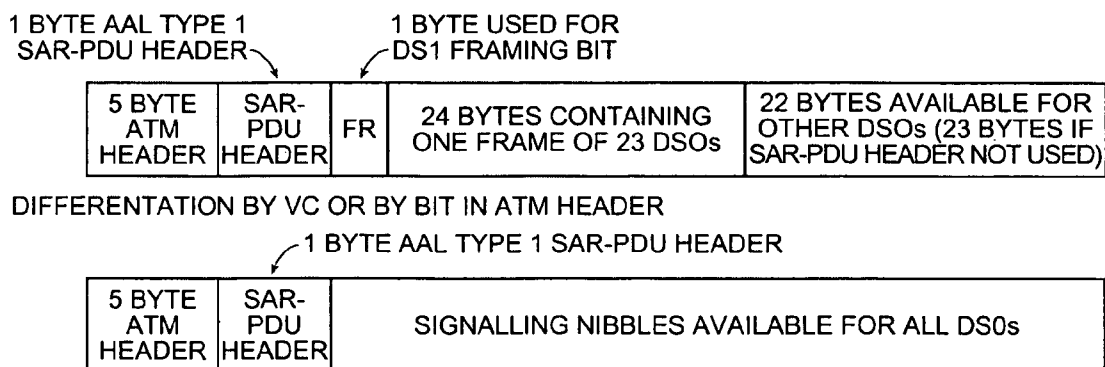 1 BYTE AAL TYPE 1
SAR-PDU HEADER
1 BYTE USED FOR
DS1 FRAMING BIT
5 BYTE
ATM
HEADER
SAR-
PDU
HEADER
FR
24 BYTES CONTAINING
ONE FRAME OF 23 DSOs
22 BYTES AVAILABLE FOR
OTHER DSOs (23 BYTES IF
SAR-PDU HEADER NOT USED)
DIFFERENTATION BY VC OR BY BIT IN ATM HEADER
1 BYTE AAL TYPE 1 SAR-PDU HEADER
5 BYTE
ATM
HEADER
SAR-
PDU
HEADER
SIGNALLING NIBBLES AVAILABLE FOR ALL DS0s